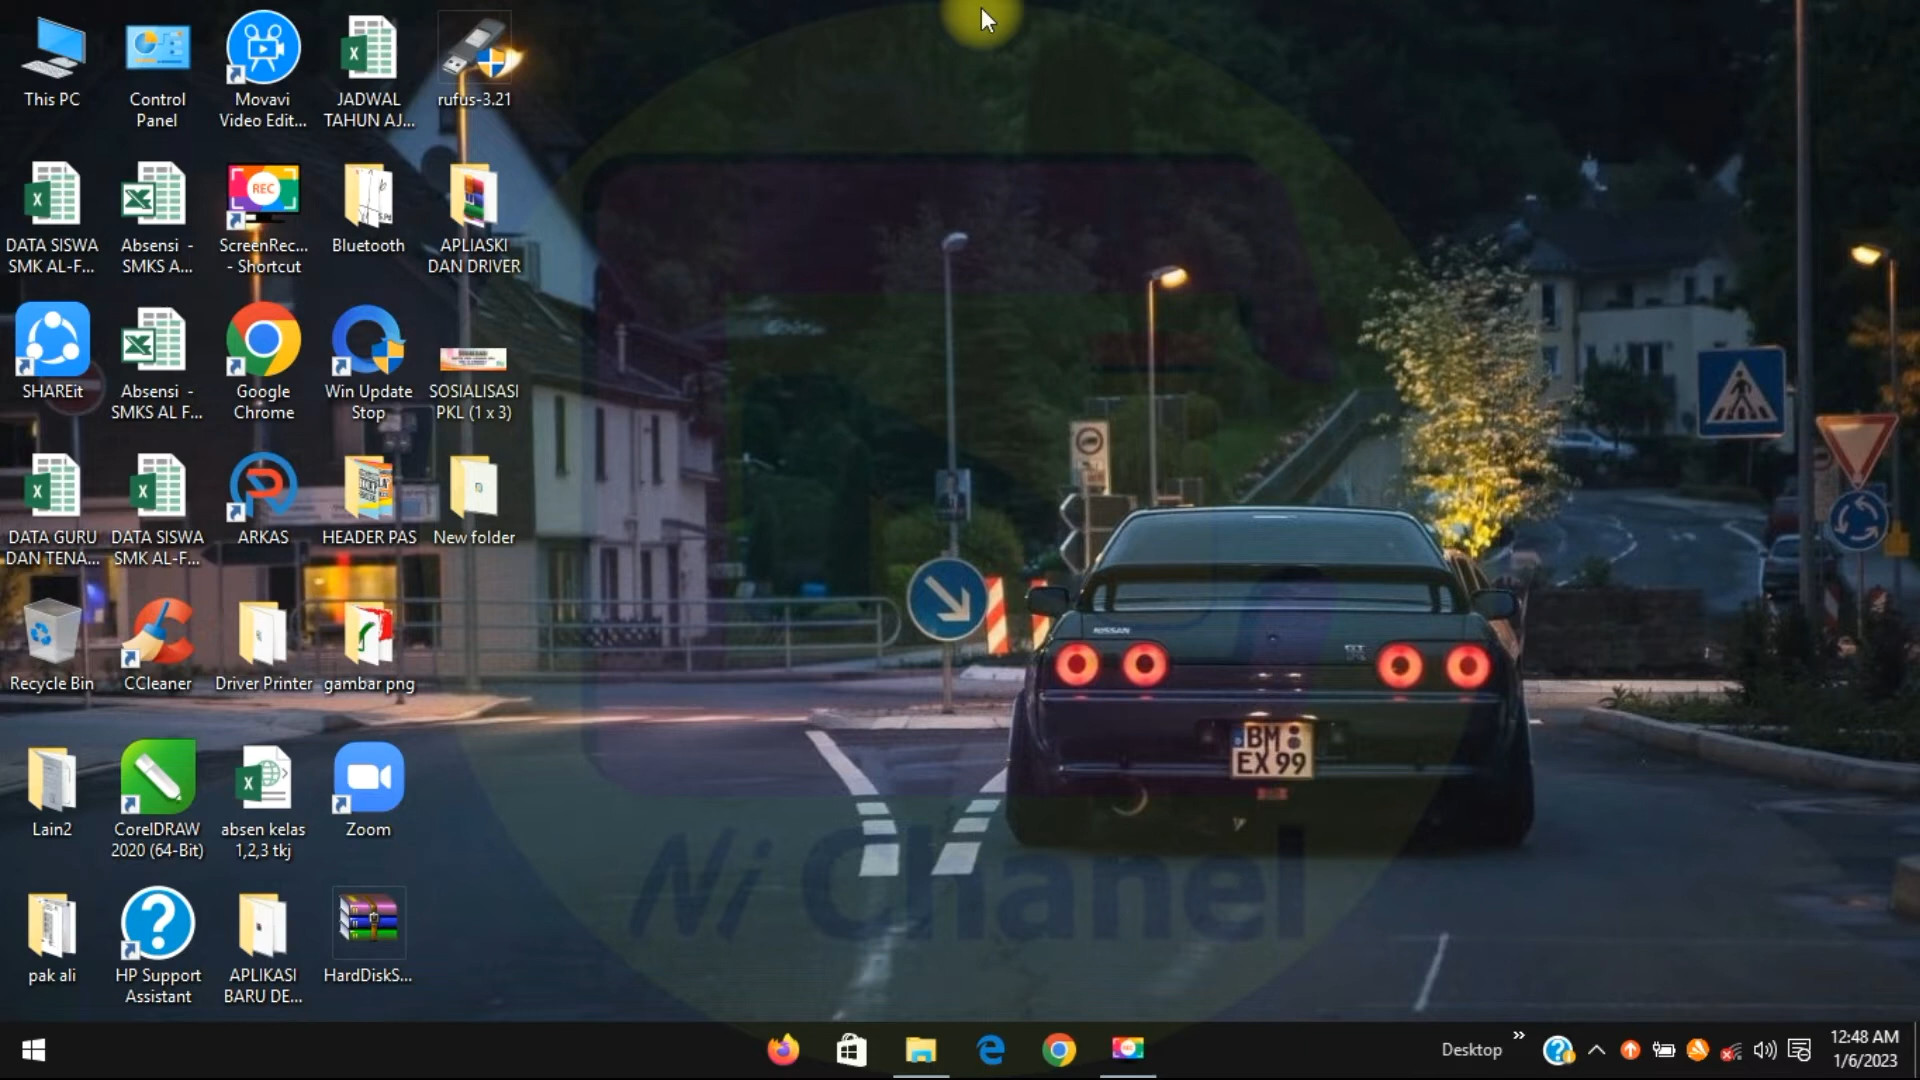 This PC
Control
Panel
Movavi
Video Edit...
JADWAL
TAHUN AJ...
rufus-3.21
DATA SISWA
SMK AL-F...
Absensi -
SMKS A...
REC
ScreenRec...
- Shortcut
Bluetooth
APLIASKI
DAN DRIVER
SHAREit
Absensi -
SMKS AL F...
Google
Chrome
Win Update
Stop
SOSIALISASI
PKL (1 x 3)
DATA GURU
DAN TENA...
DATA SISWA
SMK AL-F...
ARKAS
HEADER PAS
New folder
Recycle Bin
CCleaner
Driver Printer
gambar png
Lain2
CorelDRAW
2020 (64-Bit)
absen kelas
1,2,3 tkj
Zoom
pak ali
HP Support
Assistant
APLIKASI
BARU DE...
HardDiskS...
NISSAN
BM
EX 99
Ni Chanel
Desktop
12:48 AM
1/6/2023